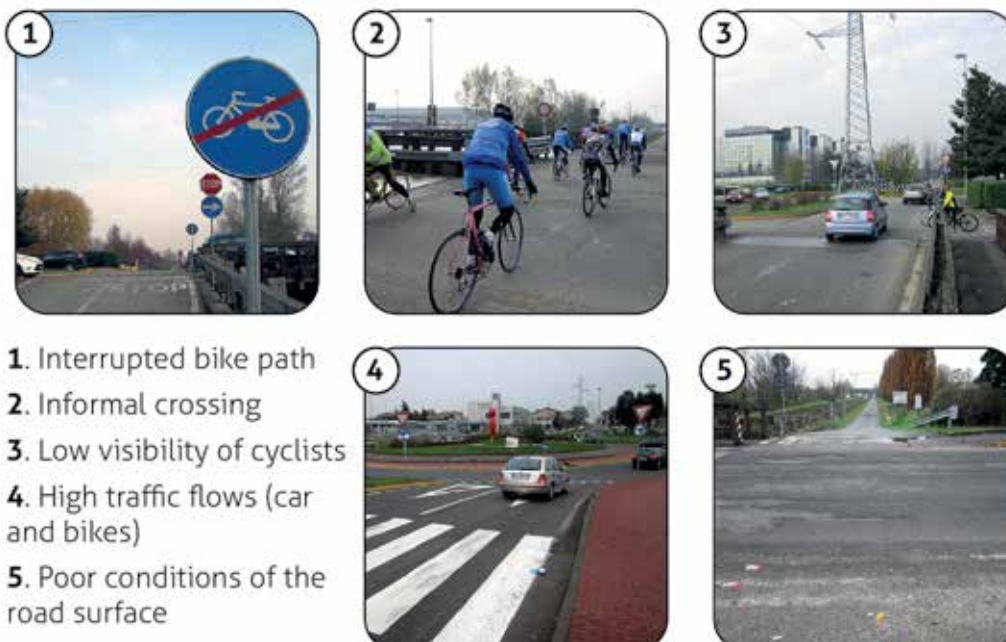 1
2
3
STOP
1. Interrupted bike path
2. Informal crossing
3. Low visibility of cyclists
4. High traffic flows (car
and bikes)
5. Poor conditions of the
road surface
4
5